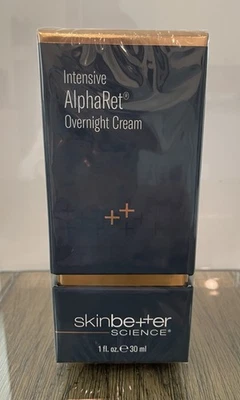 Intensive
AlphaRet®
Overnight Cream
++
skinbetter
SCIENCE®
1 fl. oz. ℮ 30 ml